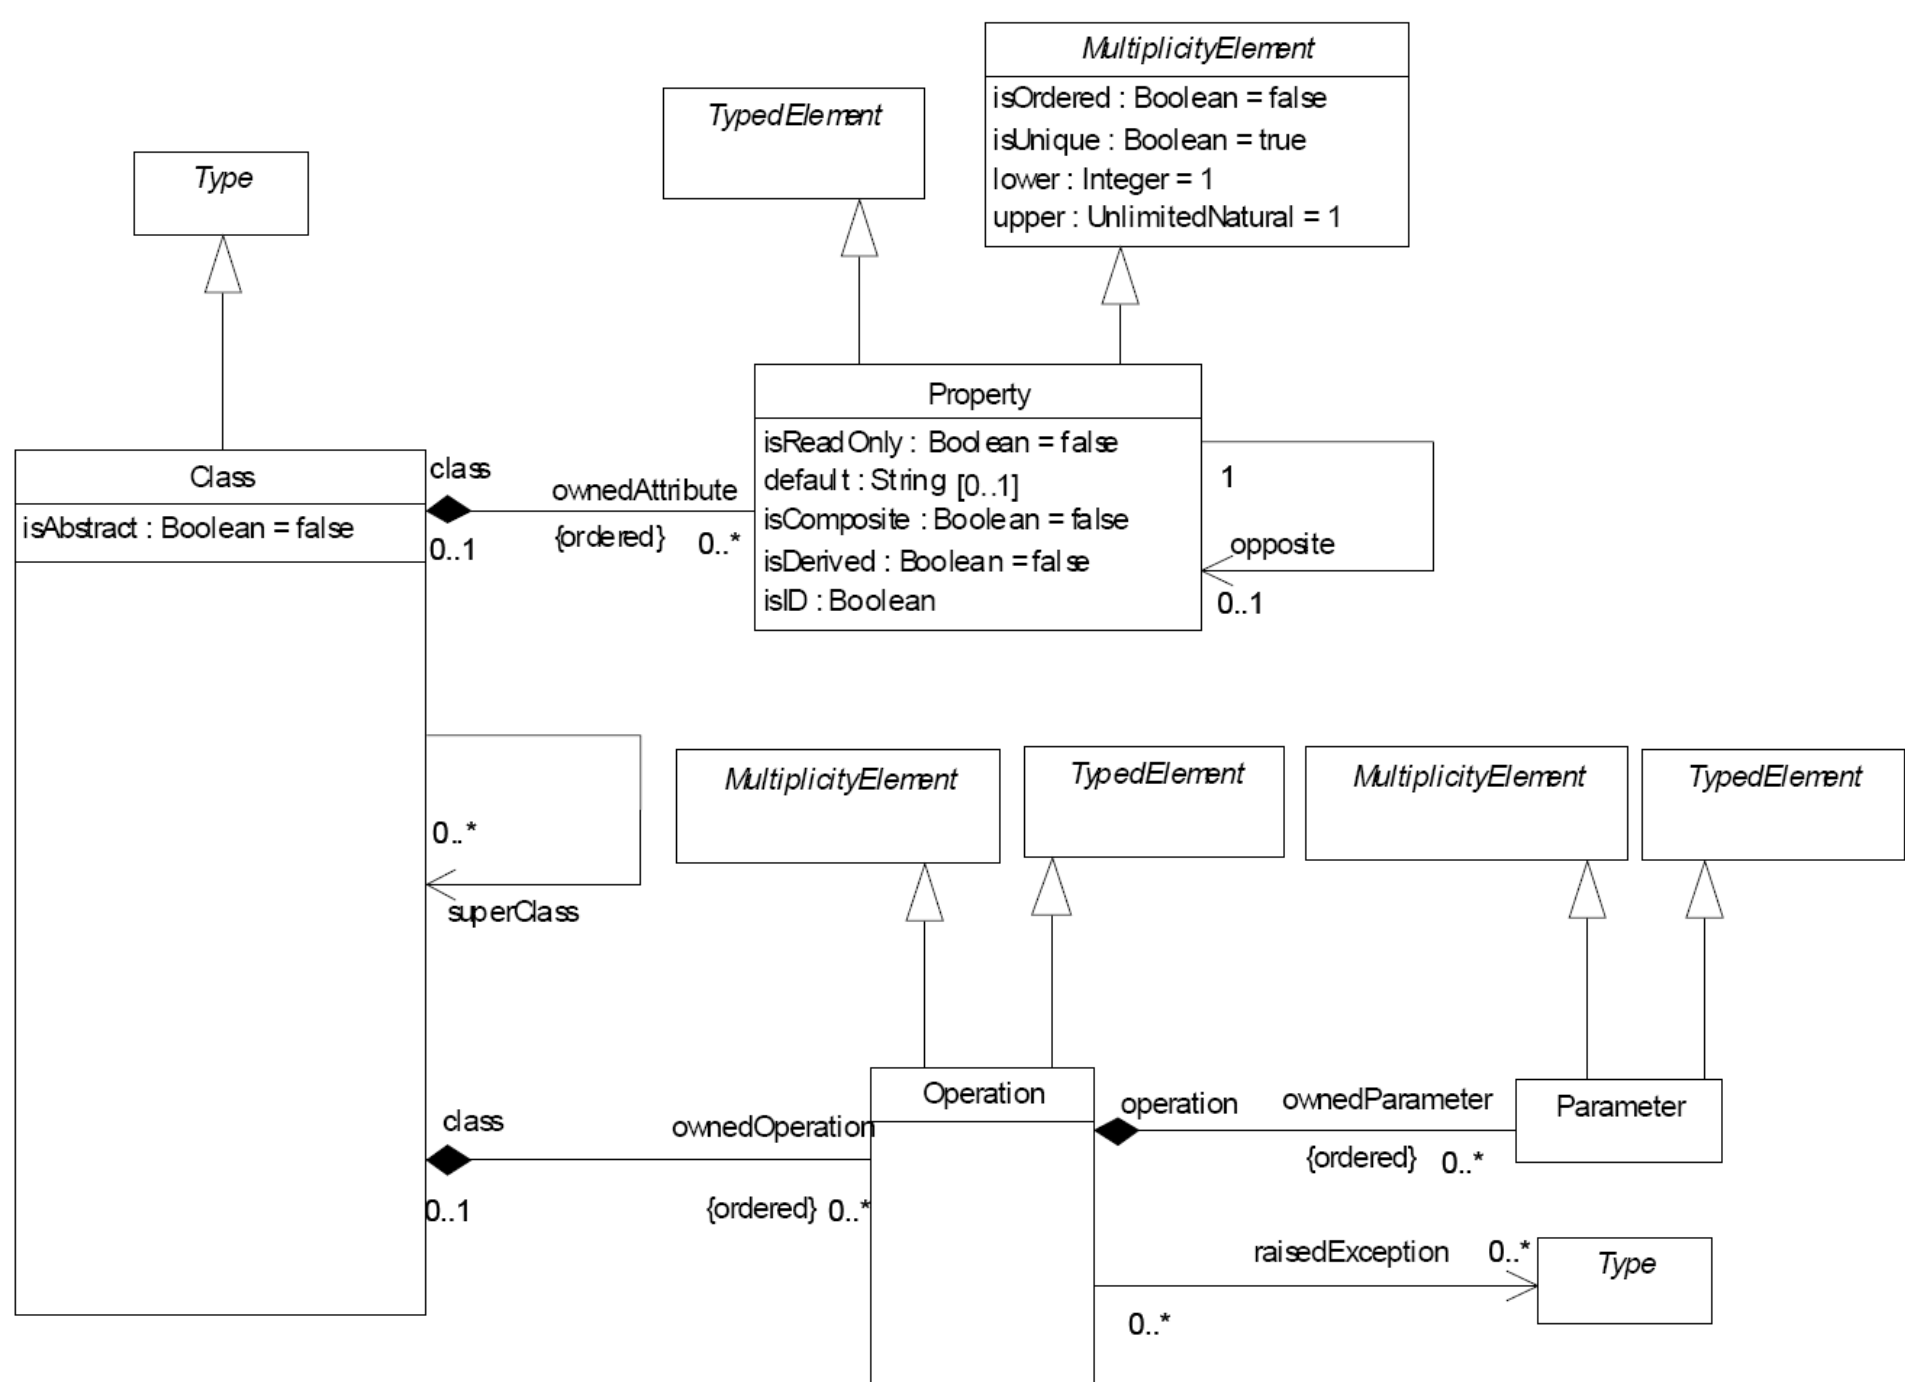 MultiplicityElement
isOrdered : Boolean = false
isUnique : Boolean = true
lower : Integer = 1
upper : UnlimitedNatural = 1
TypedElement
Type
Property
isReadOnly : Boolean = false
default : String [0..1]
isComposite : Boolean = false
isDerived : Boolean = false
isID : Boolean
1
opposite
0..1
Class
isAbstract : Boolean = false
class
0..1
ownedAttribute
{ordered} 0..*
0..*
superClass
MultiplicityElement
TypedElement
MultiplicityElement
TypedElement
Operation
class
0..1
ownedOperation
{ordered} 0..*
operation
ownedParameter
{ordered} 0..*
Parameter
raisedException 0..*
0..*
Type